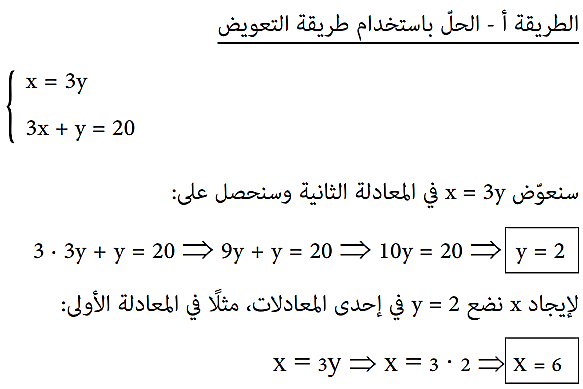 الطريقة أ - الحلّ باستخدام طريقة التعويض
x = 3y
3x + y = 20
سنعوّض x = 3y في المعادلة الثانية وسنحصل على:
3 · 3y + y = 20 ⟹ 9y + y = 20 ⟹ 10y = 20 ⟹ y = 2
لإيجاد x نضع y = 2 في إحدى المعادلات، مثلًا في المعادلة الأولى:
x = 3y ⟹ x = 3 · 2 ⟹ x = 6